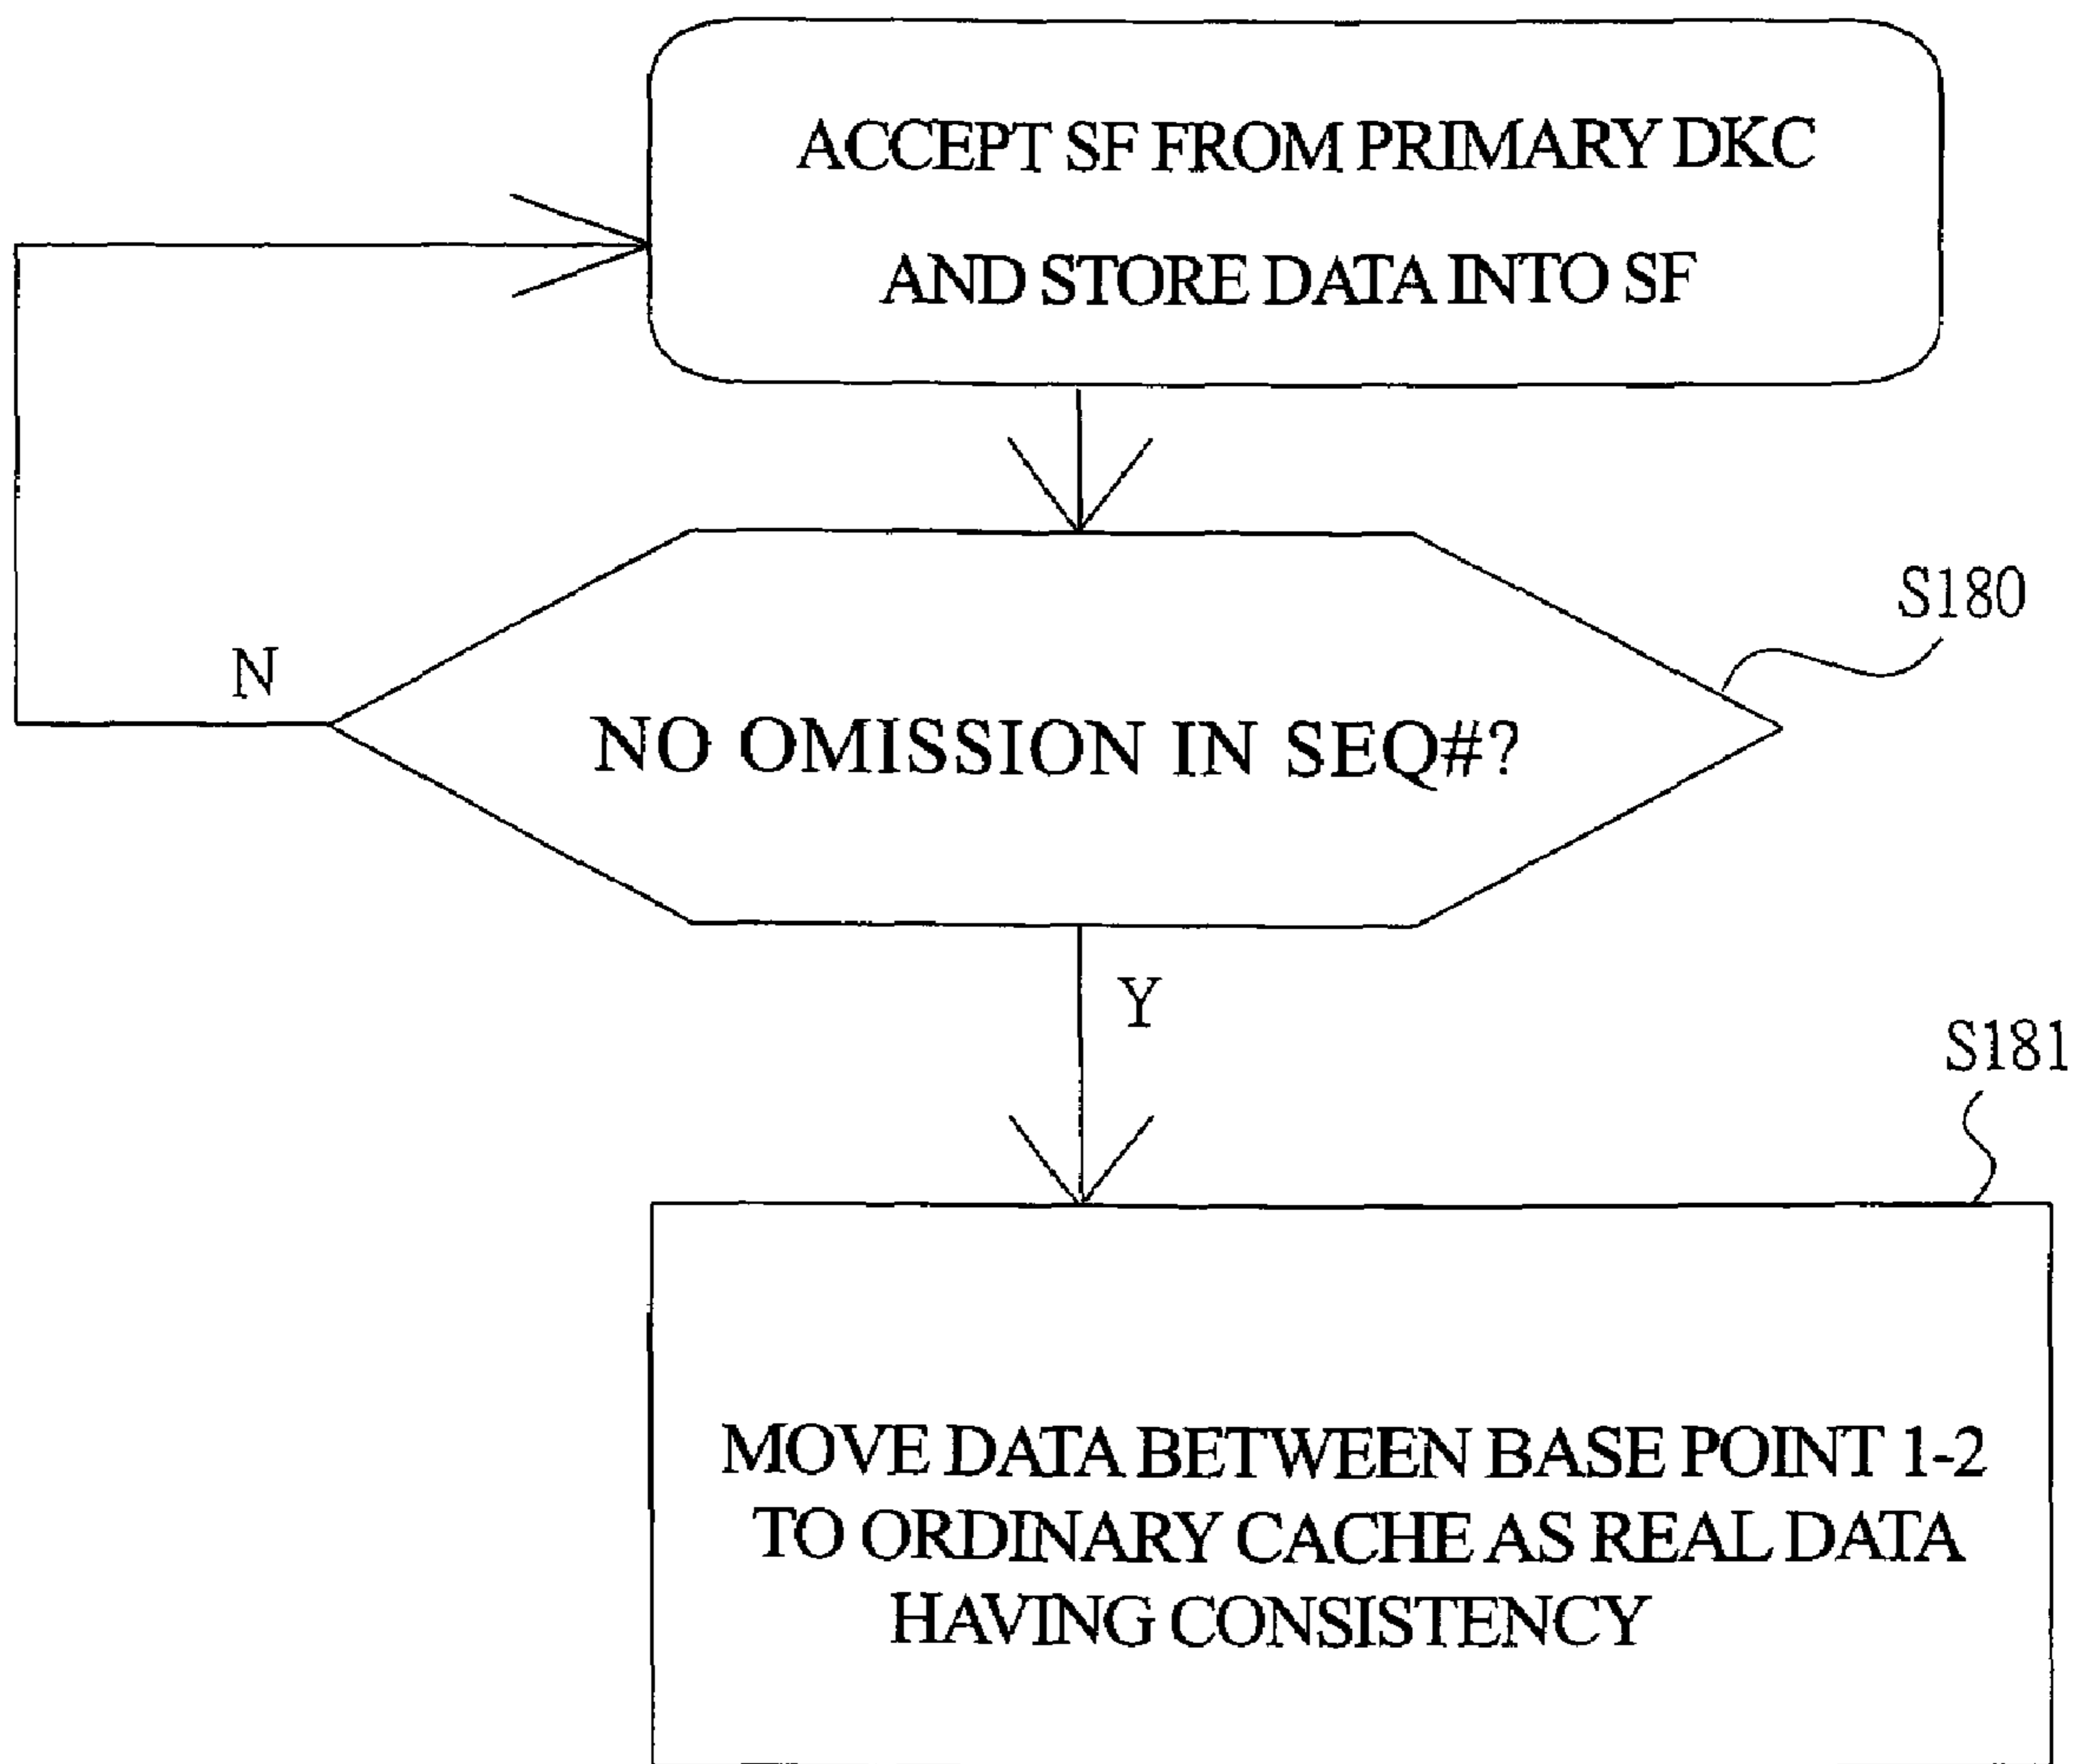 ACCEPT SF FROM PRIMARY DKC
AND STORE DATA INTO SF
S180
N
NO OMISSION IN SEQ#?
Y
S181
MOVE DATA BETWEEN BASE POINT 1-2
TO ORDINARY CACHE AS REAL DATA
HAVING CONSISTENCY